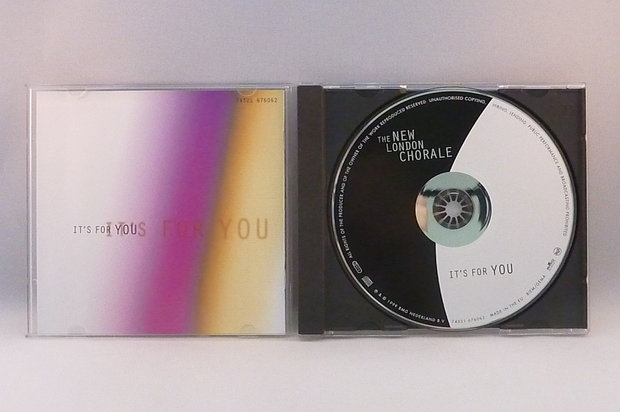 74321 676062
IT'S FOR YOU
IT'S FOR YOU
THE NEW
LONDON
CHORALE
IT'S FOR YOU
ALL RIGHTS OF THE PRODUCER AND OF THE OWNER OF THE WORK REPRODUCED RESERVED. UNAUTHORISED COPYING, HIRING, LENDING, PUBLIC PERFORMANCE AND BROADCASTING PROHIBITED
℗ & © 1999 BMG NEDERLAND B.V. 74321 676062 MADE IN THE EU BIEM/STEMRA